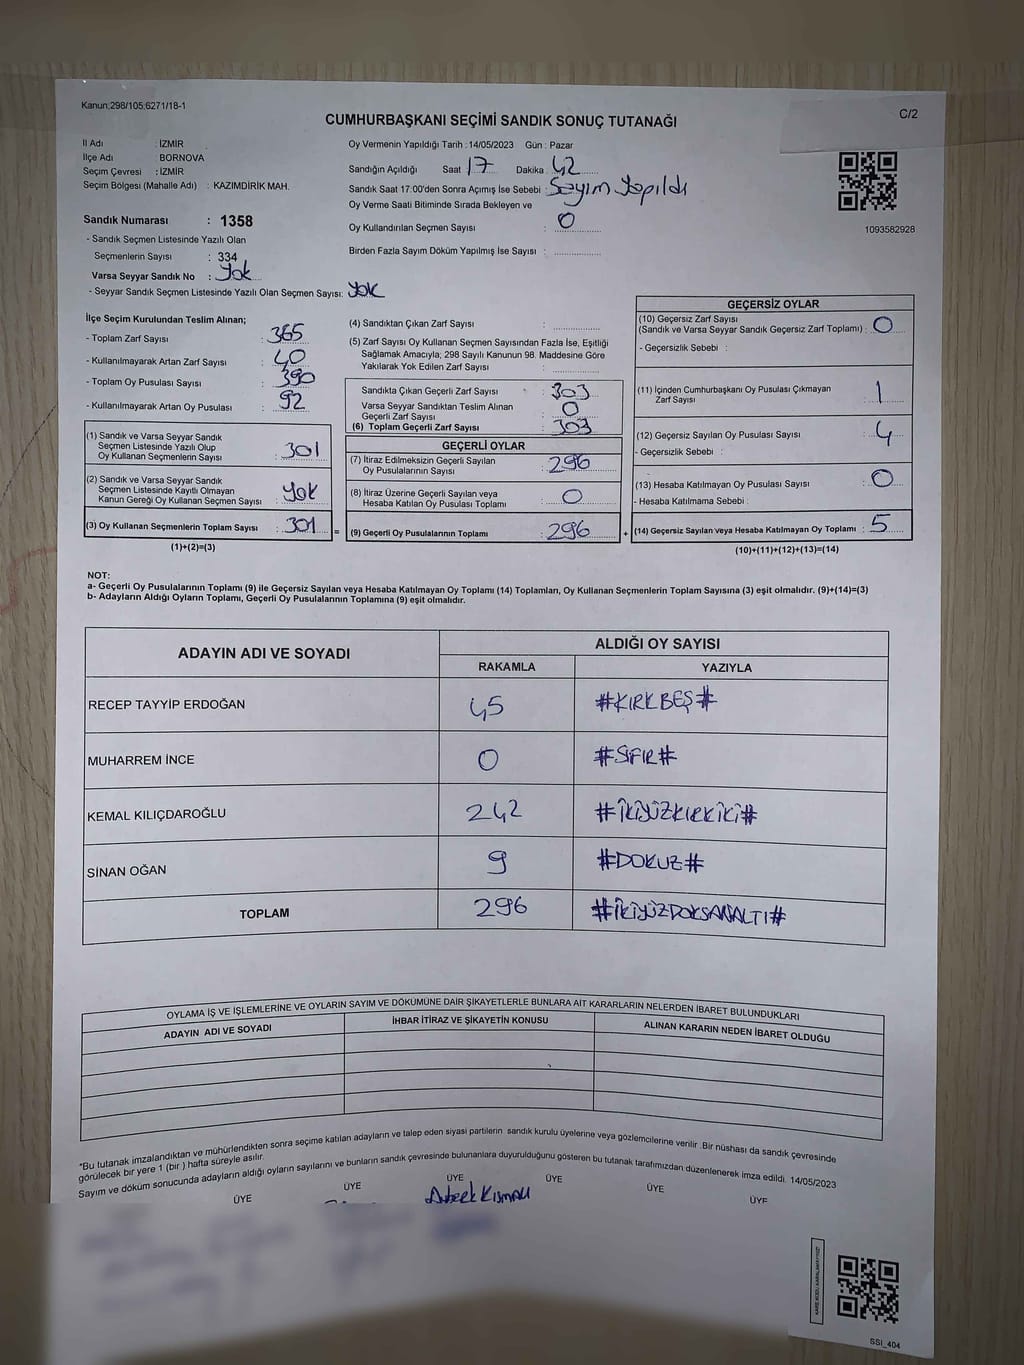 Kanun:298/105:6271/18-1
C/2
CUMHURBAŞKANI SEÇİMİ SANDIK SONUÇ TUTANAĞI
İl Adı : İZMİR
İlçe Adı : BORNOVA
Seçim Çevresi : İZMİR
Seçim Bölgesi (Mahalle Adı) : KAZIMDİRİK MAH.
Sandık Numarası : 1358
- Sandık Seçmen Listesinde Yazılı Olan
Seçmenlerin Sayısı : 334
Varsa Seyyar Sandık No : Yok
- Seyyar Sandık Seçmen Listesinde Yazılı Olan Seçmen Sayısı: Yok
Oy Vermenin Yapıldığı Tarih :14/05/2023 Gün : Pazar
Sandığın Açıldığı Saat 17 Dakika 42
Sandık Saat 17:00'den Sonra Açımış İse Sebebi : Sayım Yapıldı
Oy Verme Saati Bitiminde Sırada Bekleyen ve
Oy Kullandırılan Seçmen Sayısı : 0
Birden Fazla Sayım Döküm Yapılmış İse Sayısı :
1093582928
İlçe Seçim Kurulundan Teslim Alınan;
- Toplam Zarf Sayısı : 365
- Kullanılmayarak Artan Zarf Sayısı : 40
- Toplam Oy Pusulası Sayısı : 390
- Kullanılmayarak Artan Oy Pusulası : 92
(1) Sandık ve Varsa Seyyar Sandık
Seçmen Listesinde Yazılı Olup
Oy Kullanan Seçmenlerin Sayısı : 301
(2) Sandık ve Varsa Seyyar Sandık
Seçmen Listesinde Kayıtlı Olmayan
Kanun Gereği Oy Kullanan Seçmen Sayısı : Yok
(3) Oy Kullanan Seçmenlerin Toplam Sayısı : 301 =
(1)+(2)=(3)
(4) Sandıktan Çıkan Zarf Sayısı :
(5) Zarf Sayısı Oy Kullanan Seçmen Sayısından Fazla İse, Eşitliği
Sağlamak Amacıyla; 298 Sayılı Kanunun 98. Maddesine Göre
Yakılarak Yok Edilen Zarf Sayısı :
Sandıkta Çıkan Geçerli Zarf Sayısı : 303
Varsa Seyyar Sandıktan Teslim Alınan
Geçerli Zarf Sayısı : 0
(6) Toplam Geçerli Zarf Sayısı : 303
GEÇERLİ OYLAR
(7) İtiraz Edilmeksizin Geçerli Sayılan
Oy Pusulalarının Sayısı : 296
(8) İtiraz Üzerine Geçerli Sayılan veya
Hesaba Katılan Oy Pusulası Toplamı : 0
(9) Geçerli Oy Pusulalarının Toplamı : 296 +
GEÇERSİZ OYLAR
(10) Geçersiz Zarf Sayısı
(Sandık ve Varsa Seyyar Sandık Geçersiz Zarf Toplamı) : 0
- Geçersizlik Sebebi :
(11) İçinden Cumhurbaşkanı Oy Pusulası Çıkmayan
Zarf Sayısı : 1
(12) Geçersiz Sayılan Oy Pusulası Sayısı : 4
- Geçersizlik Sebebi :
(13) Hesaba Katılmayan Oy Pusulası Sayısı : 0
- Hesaba Katılmama Sebebi :
(14) Geçersiz Sayılan veya Hesaba Katılmayan Oy Toplamı : 5
(10)+(11)+(12)+(13)=(14)
NOT:
a- Geçerli Oy Pusulalarının Toplamı (9) ile Geçersiz Sayılan veya Hesaba Katılmayan Oy Toplamı (14) Toplamları, Oy Kullanan Seçmenlerin Toplam Sayısına (3) eşit olmalıdır. (9)+(14)=(3)
b- Adayların Aldığı Oyların Toplamı, Geçerli Oy Pusulalarının Toplamına (9) eşit olmalıdır.
ADAYIN ADI VE SOYADI
ALDIĞI OY SAYISI
RAKAMLA YAZIYLA
RECEP TAYYİP ERDOĞAN 45 #KIRKBEŞ#
MUHARREM İNCE 0 #SIFIR#
KEMAL KILIÇDAROĞLU 242 #İKİYÜZKIRKİKİ#
SİNAN OĞAN 9 #DOKUZ#
TOPLAM 296 #İKİYÜZDOKSANALTI#
OYLAMA İŞ VE İŞLEMLERİNE VE OYLARIN SAYIM VE DÖKÜMÜNE DAİR ŞİKAYETLERLE BUNLARA AİT KARARLARIN NELERDEN İBARET BULUNDUKLARI
ADAYIN ADI VE SOYADI İHBAR İTİRAZ VE ŞİKAYETİN KONUSU ALINAN KARARIN NEDEN İBARET OLDUĞU
*Bu tutanak imzalandıktan ve mühürlendikten sonra seçime katılan adayların ve talep eden siyasi partilerin sandık kurulu üyelerine veya gözlemcilerine verilir .Bir nüshası da sandık çevresinde
görülecek bir yere 1 (bir ) hafta süreyle asılır.
Sayım ve döküm sonucunda adayların aldığı oyların sayılarını ve bunların sandık çevresinde bulunanlara duyurulduğunu gösteren bu tutanak tarafımızdan düzenlenerek imza edildi. 14/05/2023
ÜYE ÜYE ÜYE ÜYE ÜYE ÜYE
SSI_404